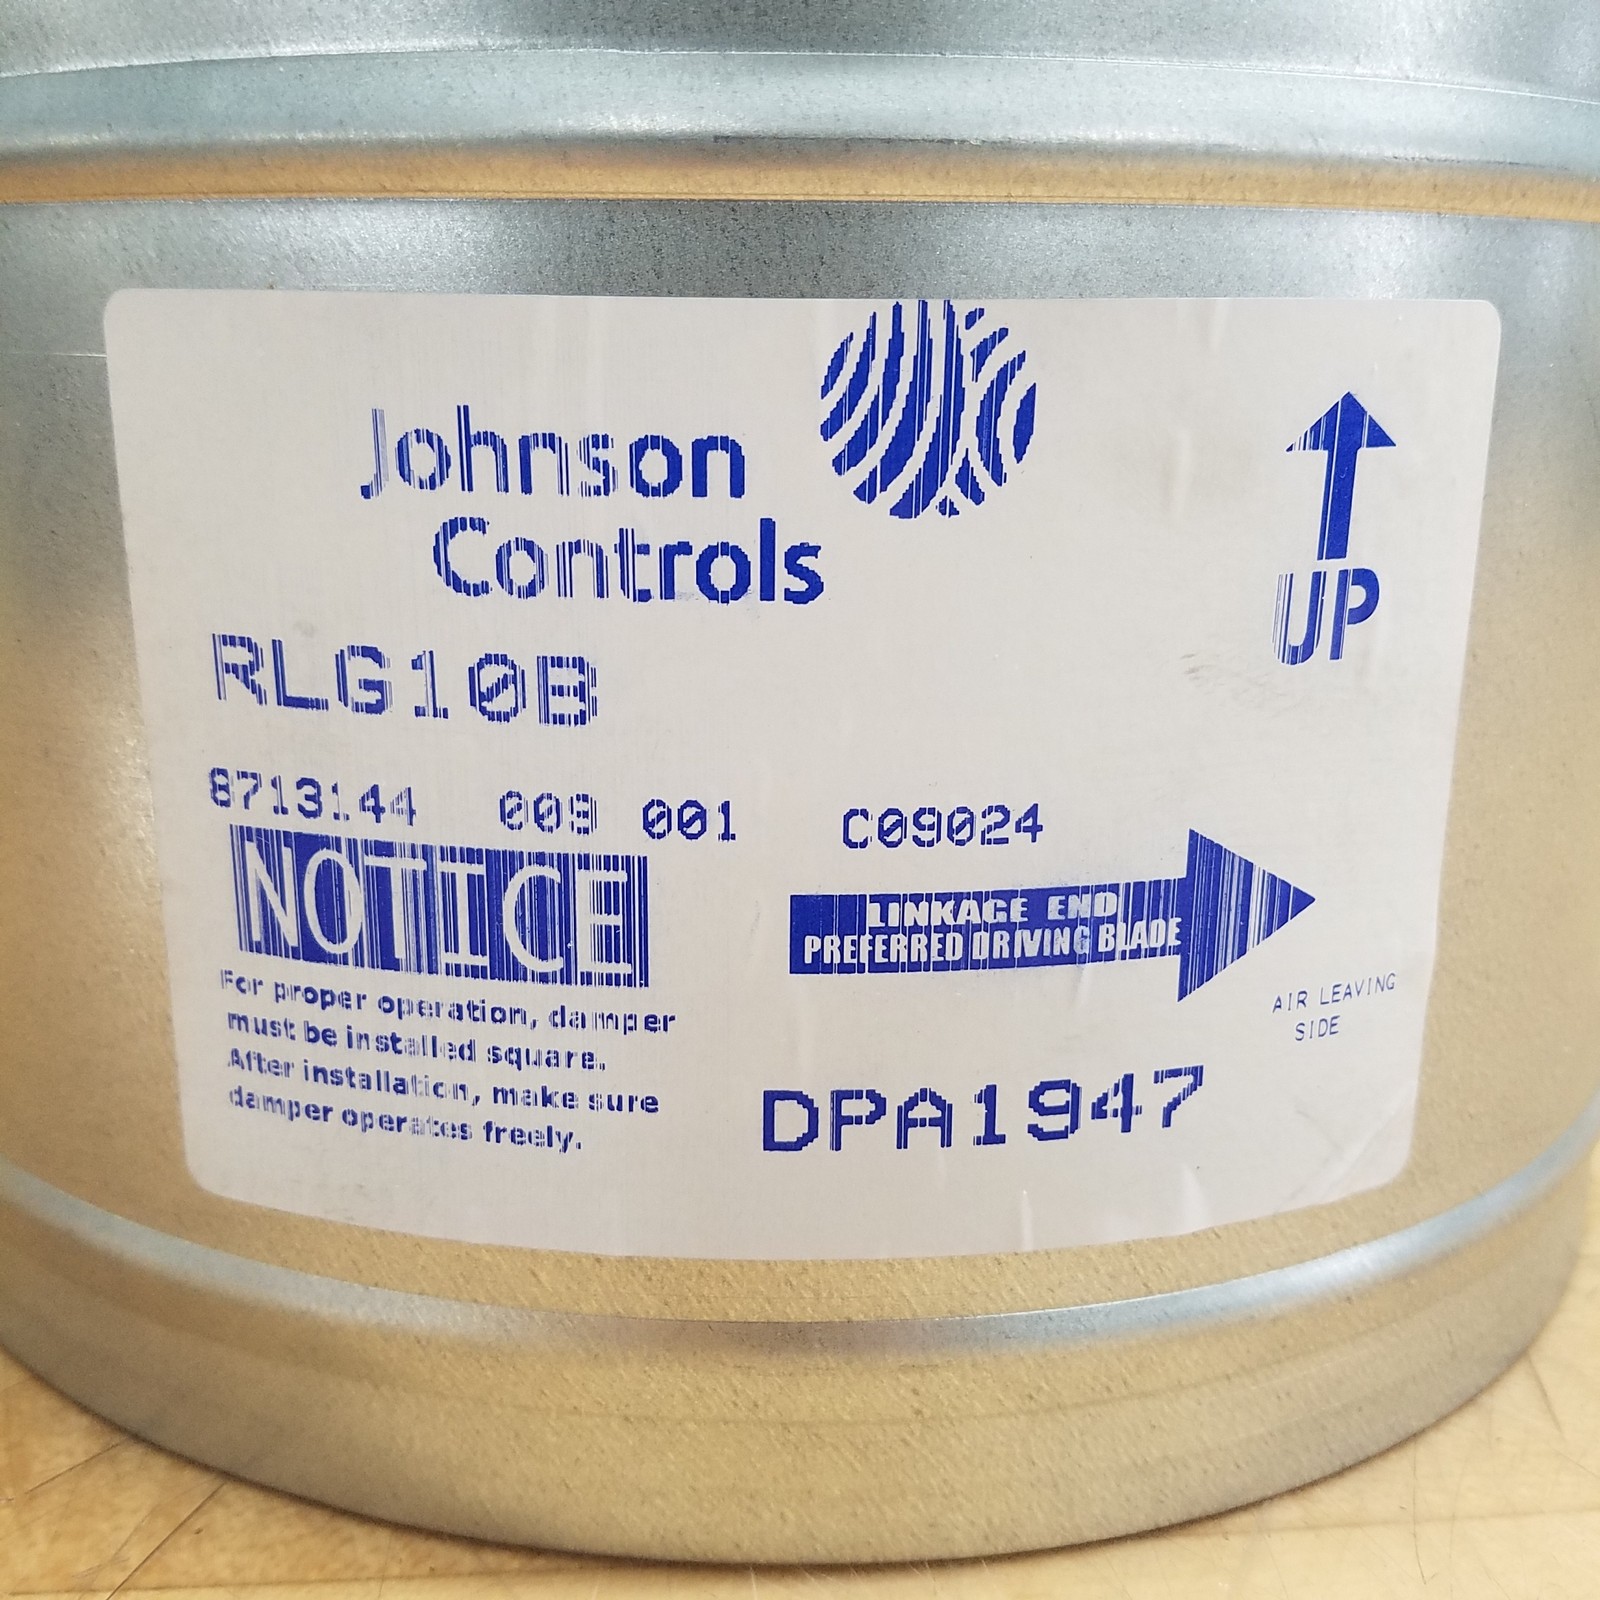 Johnson
Controls
UP
RLG10B
8713144 009 001 C09024
NOTICE
For proper operation, damper
must be installed square.
After installation, make sure
damper operates freely.
LINKAGE END
PREFERRED DRIVING BLADE
AIR LEAVING
SIDE
DPA1947